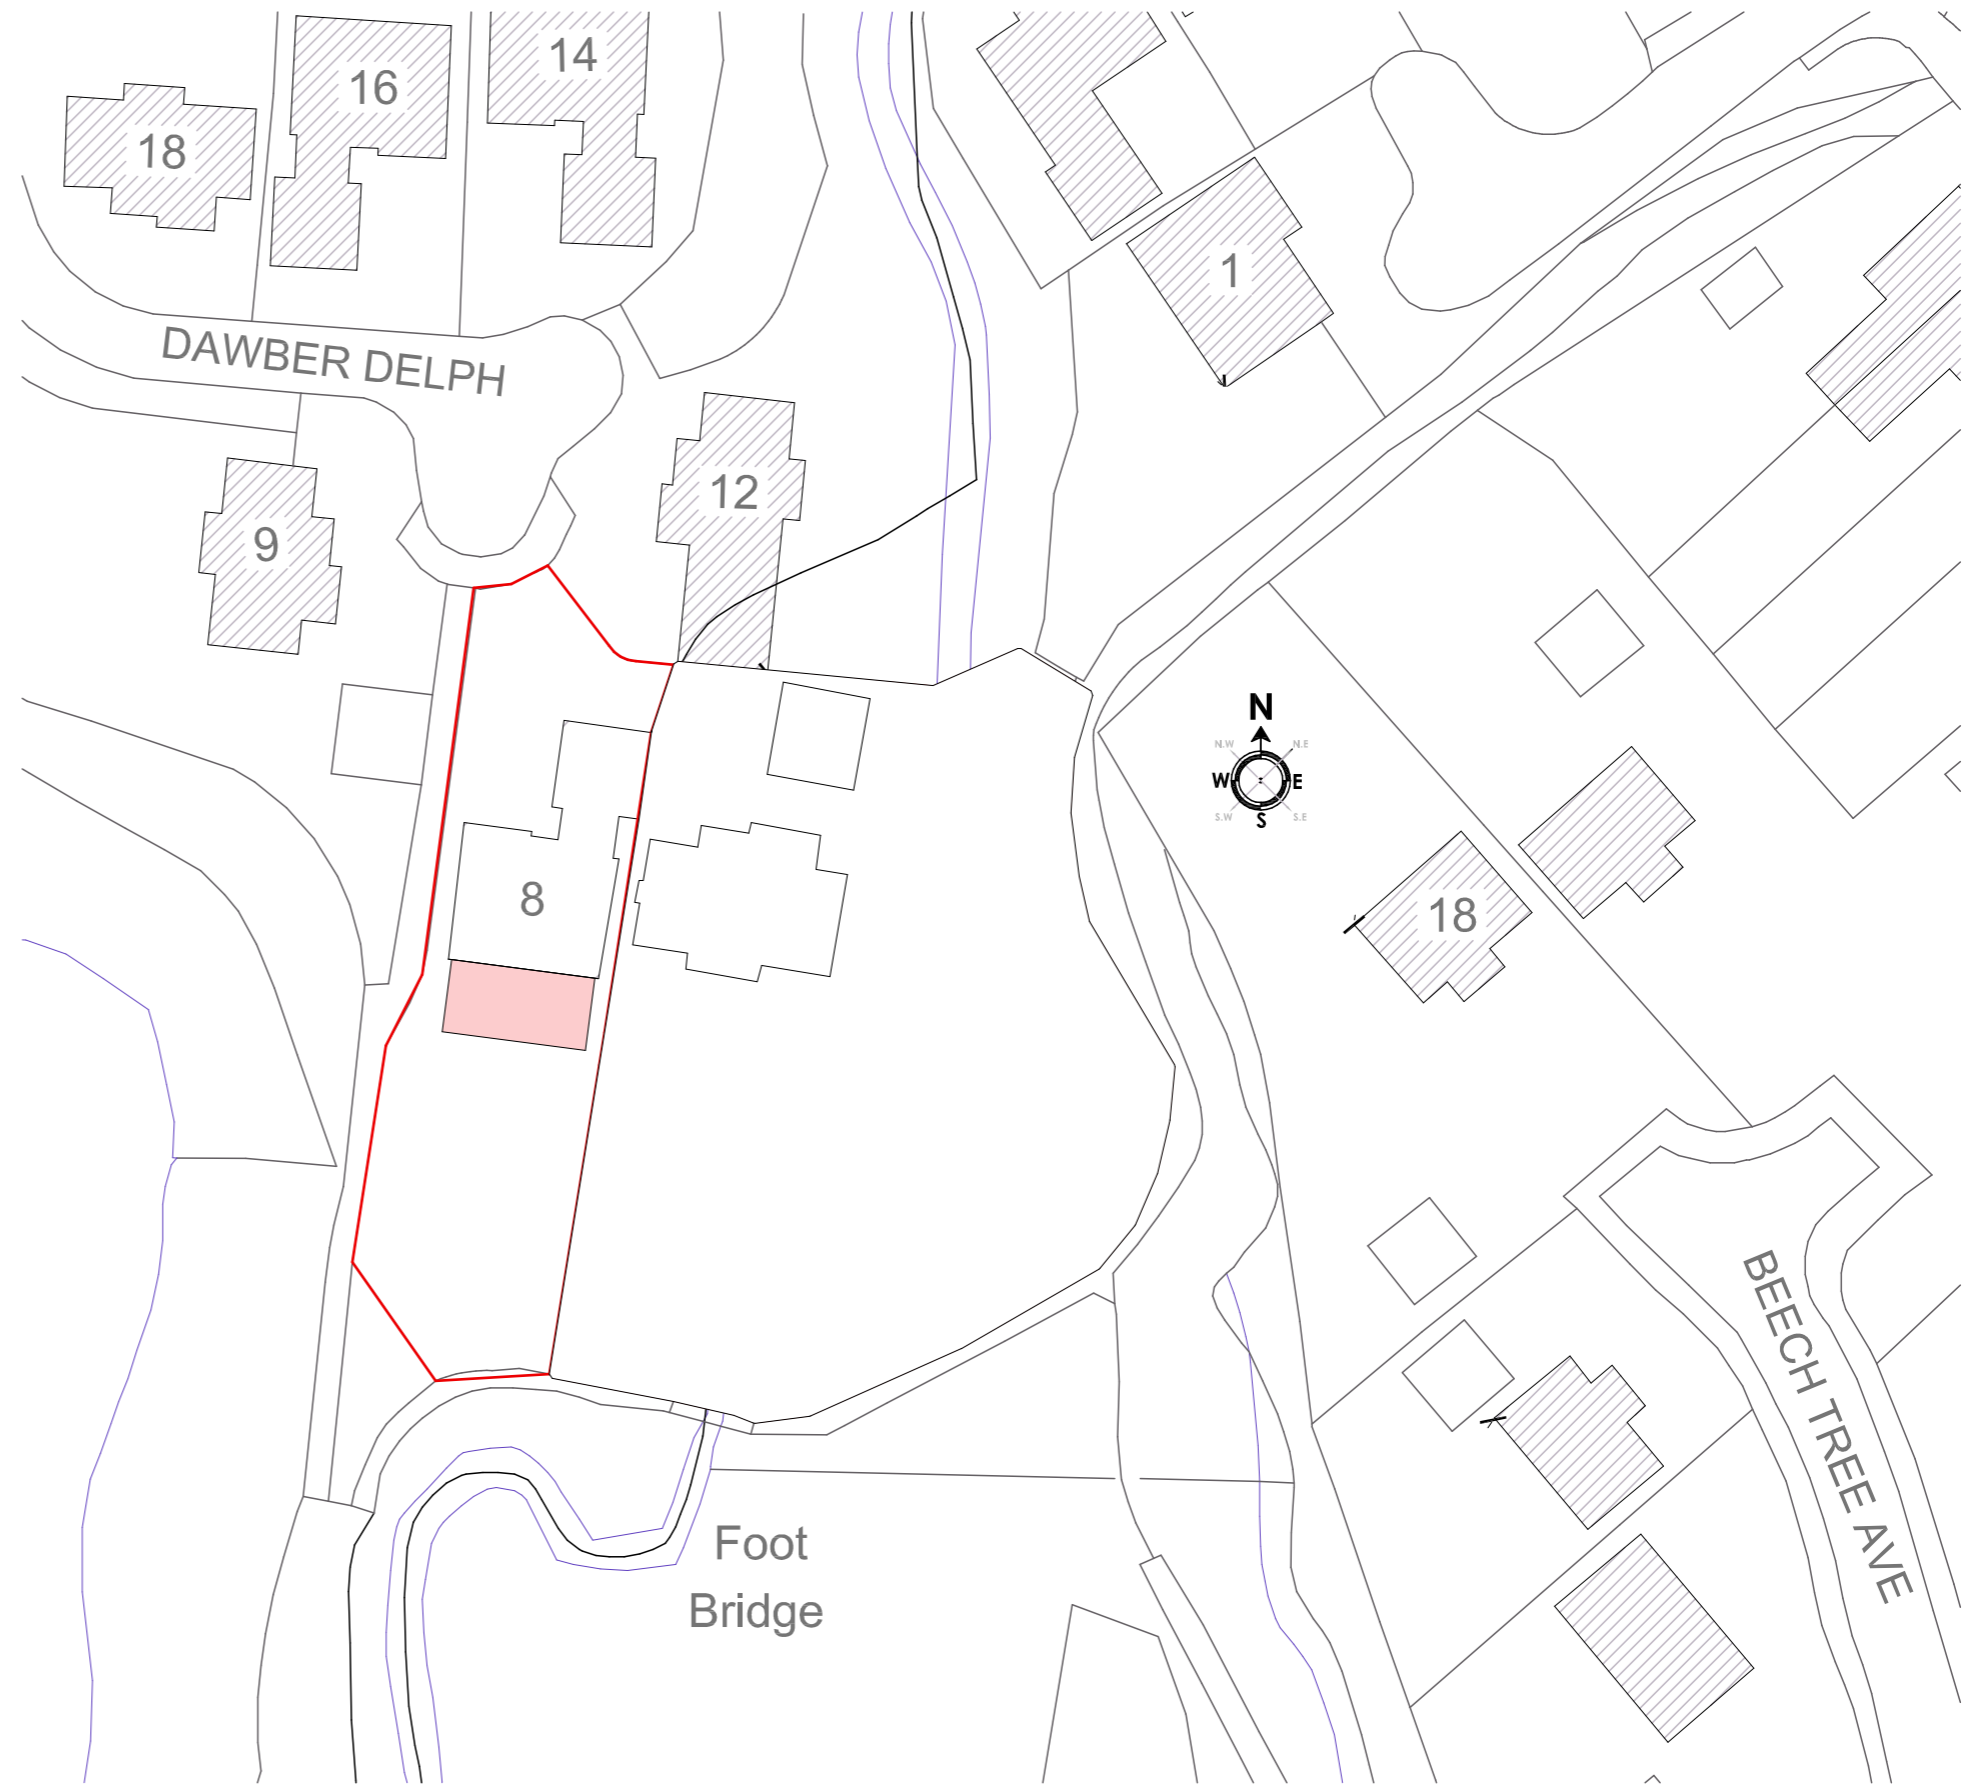 14
16
18
1
DAWBER DELPH
12
9
N
N.W
N.E
W
E
S.W
S.E
S
8
18
BEECH TREE AVE
Foot
Bridge